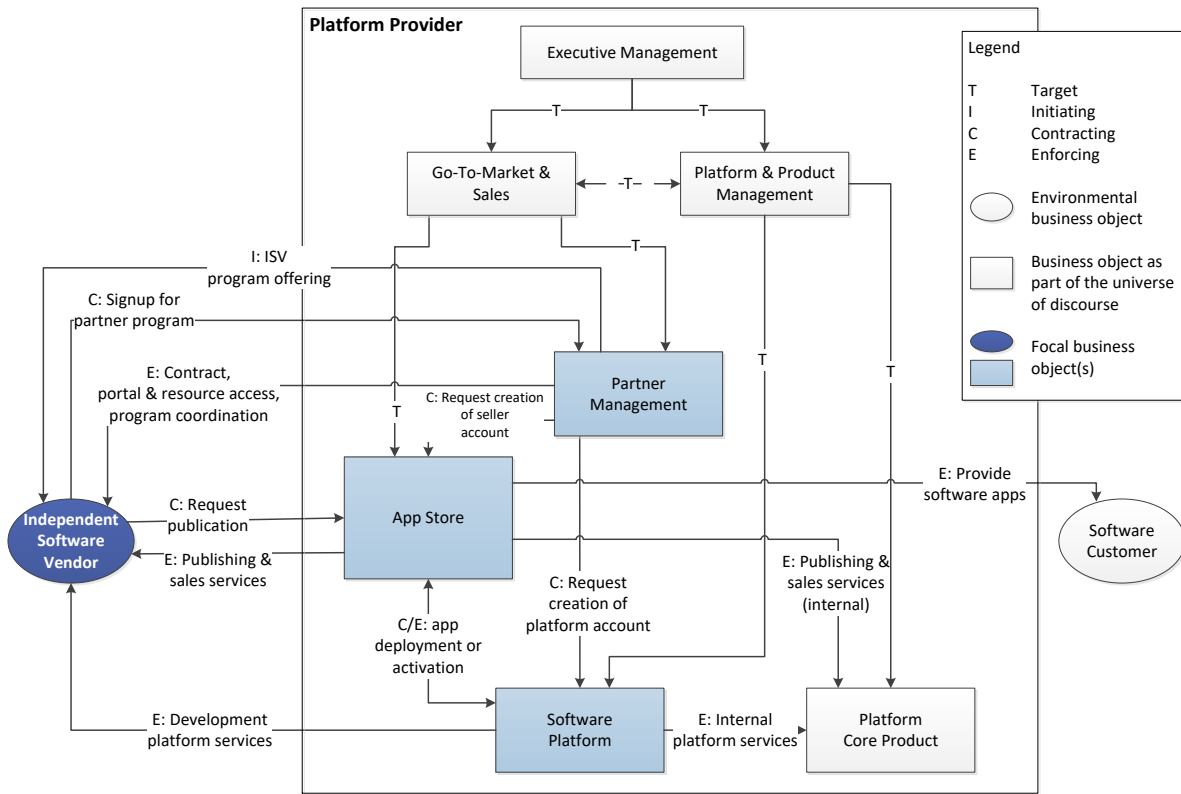 Platform Provider
Executive Management
Legend
T Target
I Initiating
C Contracting
E Enforcing
Environmental
business object
Business object as
part of the universe
of discourse
Focal business
object(s)
T
T
Go-To-Market &
Sales
T
Platform & Product
Management
T
I: ISV
program offering
C: Signup for
partner program
E: Contract,
portal & resource access,
program coordination
T
T
T
Partner
Management
C: Request creation
of seller
account
T
App Store
E: Provide
software apps
Software
Customer
Independent
Software
Vendor
C: Request
publication
E: Publishing &
sales services
C: Request
creation of
platform account
E: Publishing &
sales services
(internal)
C/E: app
deployment or
activation
E: Development
platform services
Software
Platform
E: Internal
platform services
Platform
Core Product